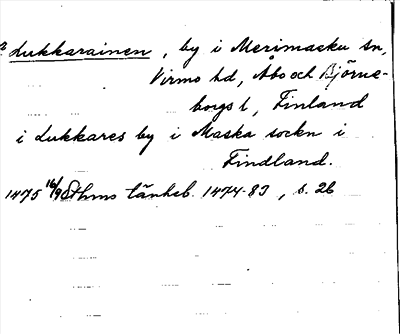 Lukkarainen, by i Merimasku sn,
Virmo hd, Åbo och Björne-
borgs l, Finland
i Lukkares by i Maska sockn i
Findland.
1475 16/9 Sthms tänkeb. 1474-83, s. 26